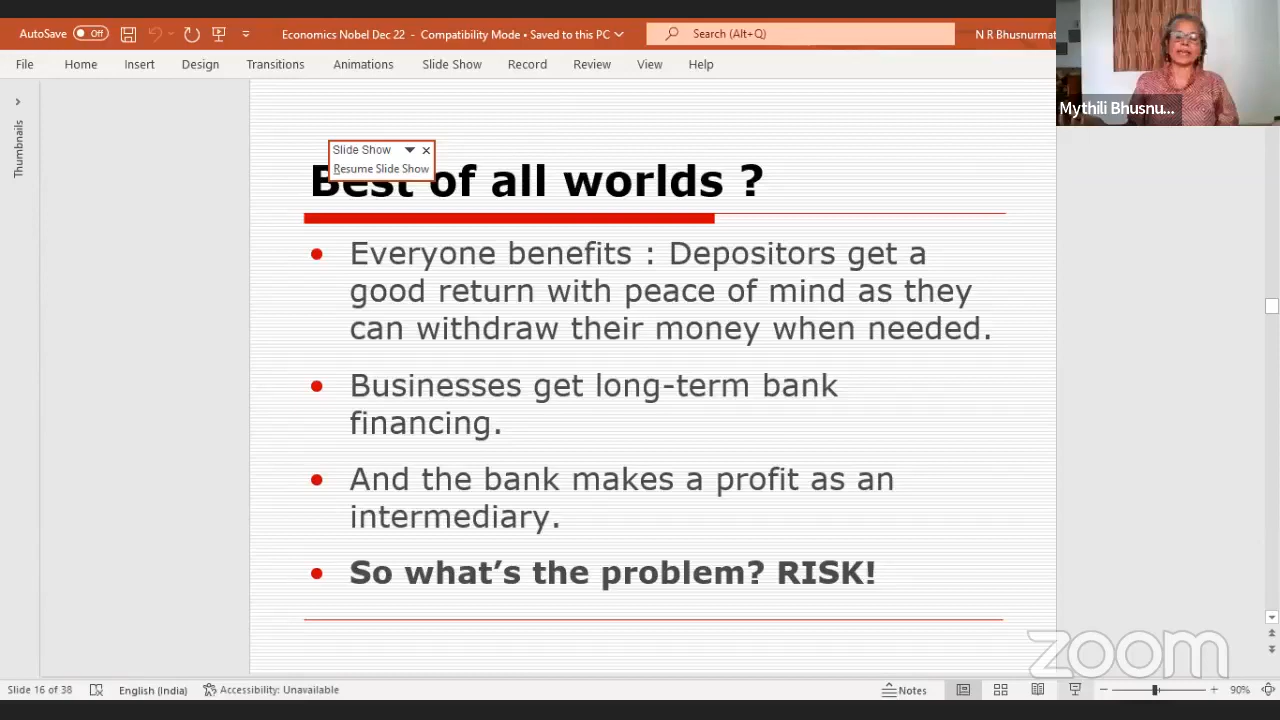 AutoSave Off
Economics Nobel Dec 22 - Compatibility Mode • Saved to this PC
Search (Alt+Q)
N R Bhusnurmat
File Home Insert Design Transitions Animations Slide Show Record Review View Help
Mythili Bhusnu...
Thumbnails
Slide Show
Resume Slide Show
Best of all worlds ?
Everyone benefits : Depositors get a
good return with peace of mind as they
can withdraw their money when needed.
Businesses get long-term bank
financing.
And the bank makes a profit as an
intermediary.
So what's the problem? RISK!
zoom
Slide 16 of 38 English (India) Accessibility: Unavailable Notes 90%